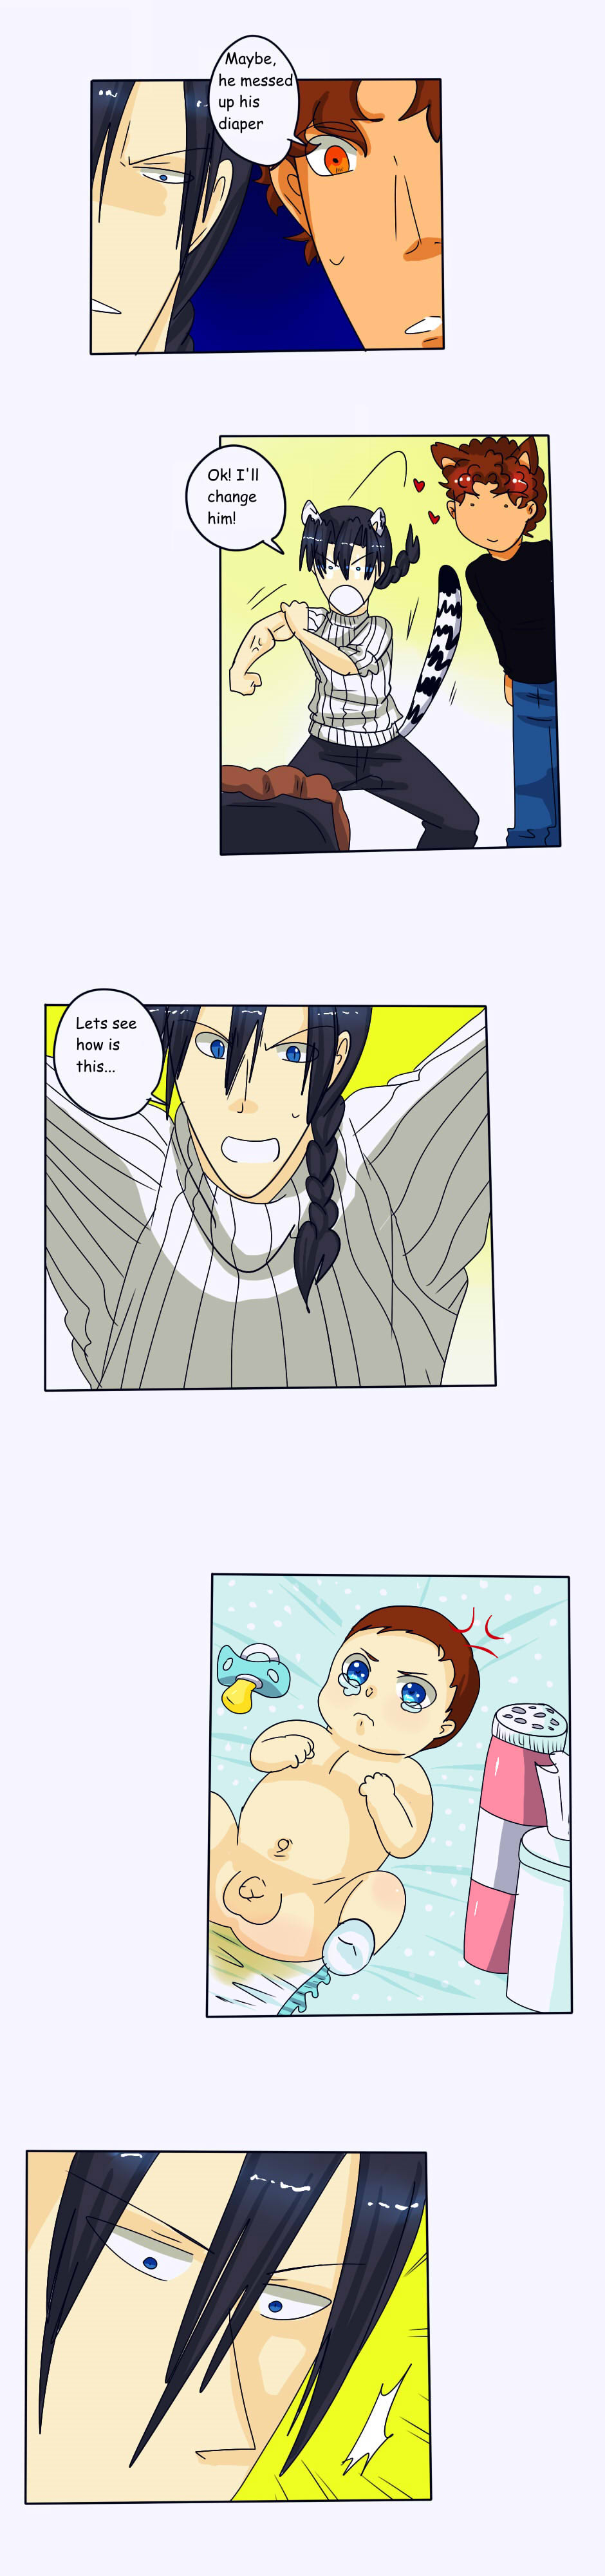 Maybe,
he messed
up his
diaper
Ok! I'll
change
him!
Lets see
how is
this...